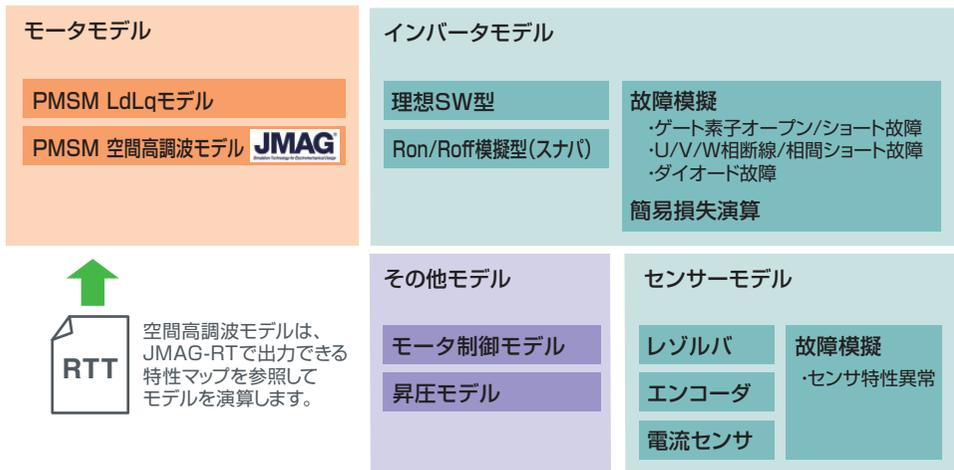 モータモデル
PMSM LdLqモデル
PMSM 空間高調波モデル
JMAG
Simulation Technology for Electromechanical Design
インバータモデル
理想SW型
Ron/Roff模擬型(スナバ)
故障模擬
・ゲート素子オープン/ショート故障
・U/V/W相断線/相間ショート故障
・ダイオード故障
簡易損失演算
RTT
空間高調波モデルは、
JMAG-RTで出力できる
特性マップを参照して
モデルを演算します。
その他モデル
モータ制御モデル
昇圧モデル
センサーモデル
レゾルバ
エンコーダ
電流センサ
故障模擬
・センサ特性異常